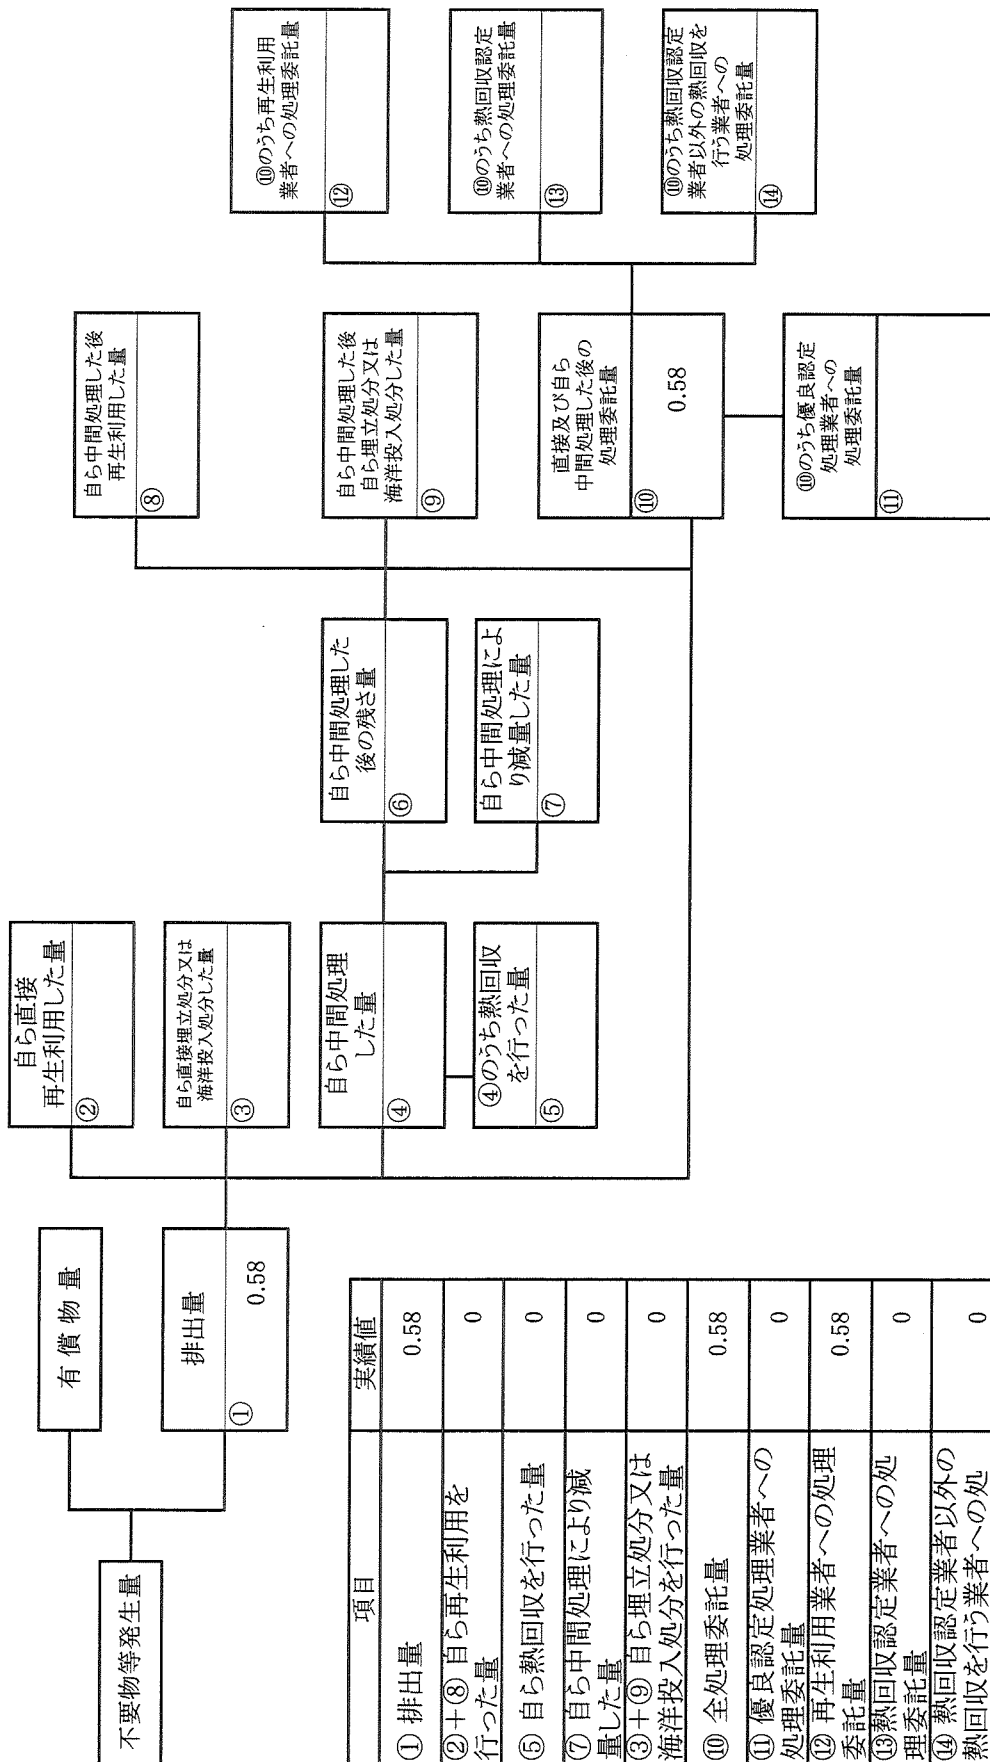 不要物等発生量
有 償 物 量
排出量
① 0.58
自ら直接
再生利用した量
②
自ら直接埋立処分又は
海洋投入処分した量
③
自ら中間処理
した量
④
④のうち熱回収
を行った量
⑤
自ら中間処理した
後の残さ量
⑥
自ら中間処理によ
り減量した量
⑦
自ら中間処理した後
再生利用した量
⑧
自ら中間処理した後
自ら埋立処分又は
海洋投入処分した量
⑨
直接及び自ら
中間処理した後の
処理委託量
⑩ 0.58
⑩のうち優良認定
処理業者への
処理委託量
⑪
⑩のうち再生利用
業者への処理委託量
⑫
⑩のうち熱回収認定
業者への処理委託量
⑬
⑩のうち熱回収認定
業者以外の熱回収を
行う業者への
処理委託量
⑭
項目 実績値
① 排出量 0.58
②+⑧ 自ら再生利用を
行った量 0
⑤ 自ら熱回収を行った量 0
⑦ 自ら中間処理により減
量した量 0
③+⑨ 自ら埋立処分又は
海洋投入処分を行った量 0
⑩ 全処理委託量 0.58
⑪ 優良認定処理業者への
処理委託量 0
⑫ 再生利用業者への処理
委託量 0.58
⑬熱回収認定業者への処
理委託量 0
⑭ 熱回収認定業者以外の
熱回収を行う業者への処 0